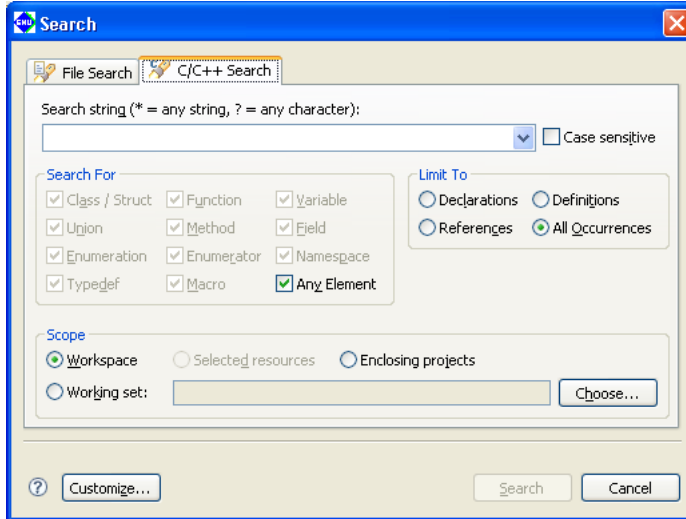 Search
File Search C/C++ Search
Search string (* = any string, ? = any character):
Case sensitive
Search For
Limit To
Class / Struct Function Variable
Declarations Definitions
Union Method Field
References All Occurrences
Enumeration Enumerator Namespace
Typedef Macro Any Element
Scope
Workspace Selected resources Enclosing projects
Working set: Choose...
? Customize... Search Cancel